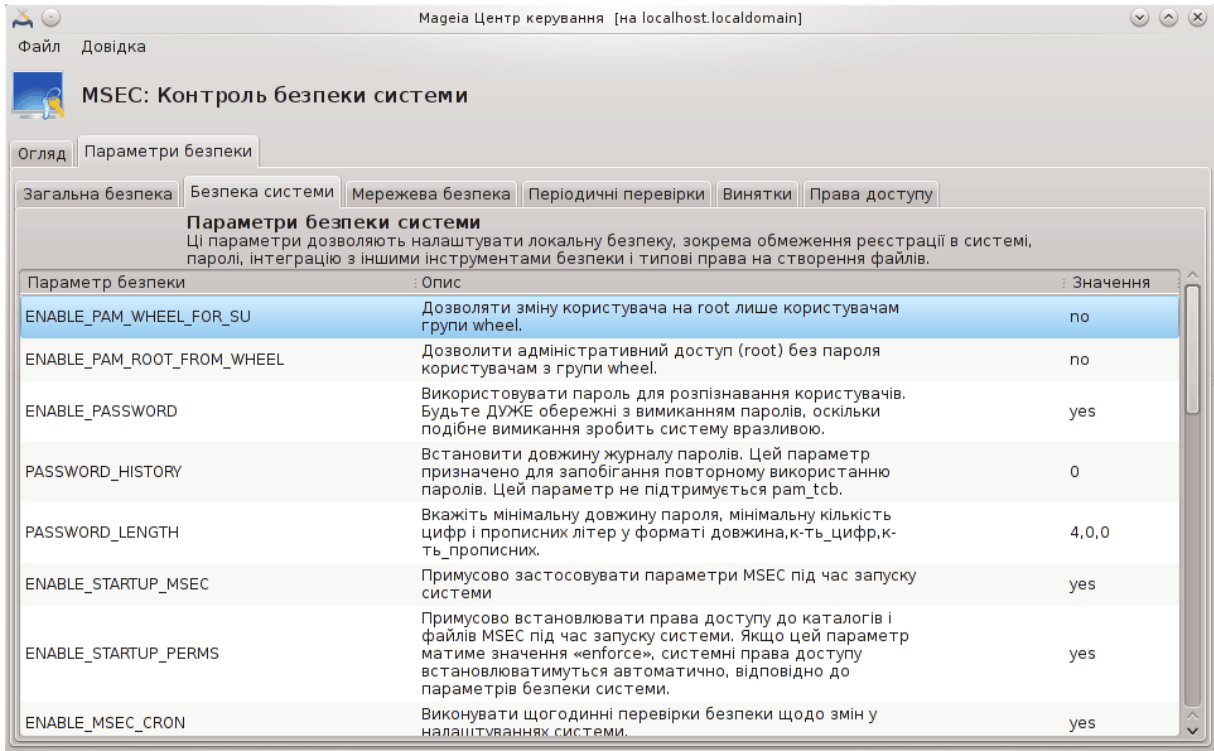 Mageia Центр керування  [на localhost.localdomain]
Файл Довідка
MSEC: Контроль безпеки системи
Огляд Параметри безпеки
Загальна безпека Безпека системи Мережева безпека Періодичні перевірки Винятки Права доступу
Параметри безпеки системи
Ці параметри дозволяють налаштувати локальну безпеку, зокрема обмеження реєстрації в системі,
паролі, інтеграцію з іншими інструментами безпеки і типові права на створення файлів.
Параметр безпеки Опис Значення
ENABLE_PAM_WHEEL_FOR_SU Дозволяти зміну користувача на root лише користувачам
групи wheel. no
ENABLE_PAM_ROOT_FROM_WHEEL Дозволити адміністративний доступ (root) без пароля
користувачам з групи wheel. no
ENABLE_PASSWORD Використовувати пароль для розпізнавання користувачів.
Будьте ДУЖЕ обережні з вимиканням паролів, оскільки
подібне вимикання зробить систему вразливою. yes
PASSWORD_HISTORY Встановити довжину журналу паролів. Цей параметр
призначено для запобігання повторному використанню
паролів. Цей параметр не підтримується pam_tcb. 0
PASSWORD_LENGTH Вкажіть мінімальну довжину пароля, мінімальну кількість
цифр і прописних літер у форматі довжина,к-ть_цифр,к-
ть_прописних. 4,0,0
ENABLE_STARTUP_MSEC Примусово застосовувати параметри MSEC під час запуску
системи yes
ENABLE_STARTUP_PERMS Примусово встановлювати права доступу до каталогів і
файлів MSEC під час запуску системи. Якщо цей параметр
матиме значення «enforce», системні права доступу
встановлюватимуться автоматично, відповідно до
параметрів безпеки системи. yes
ENABLE_MSEC_CRON Виконувати щогодинні перевірки безпеки щодо змін у
налаштуваннях системи. yes